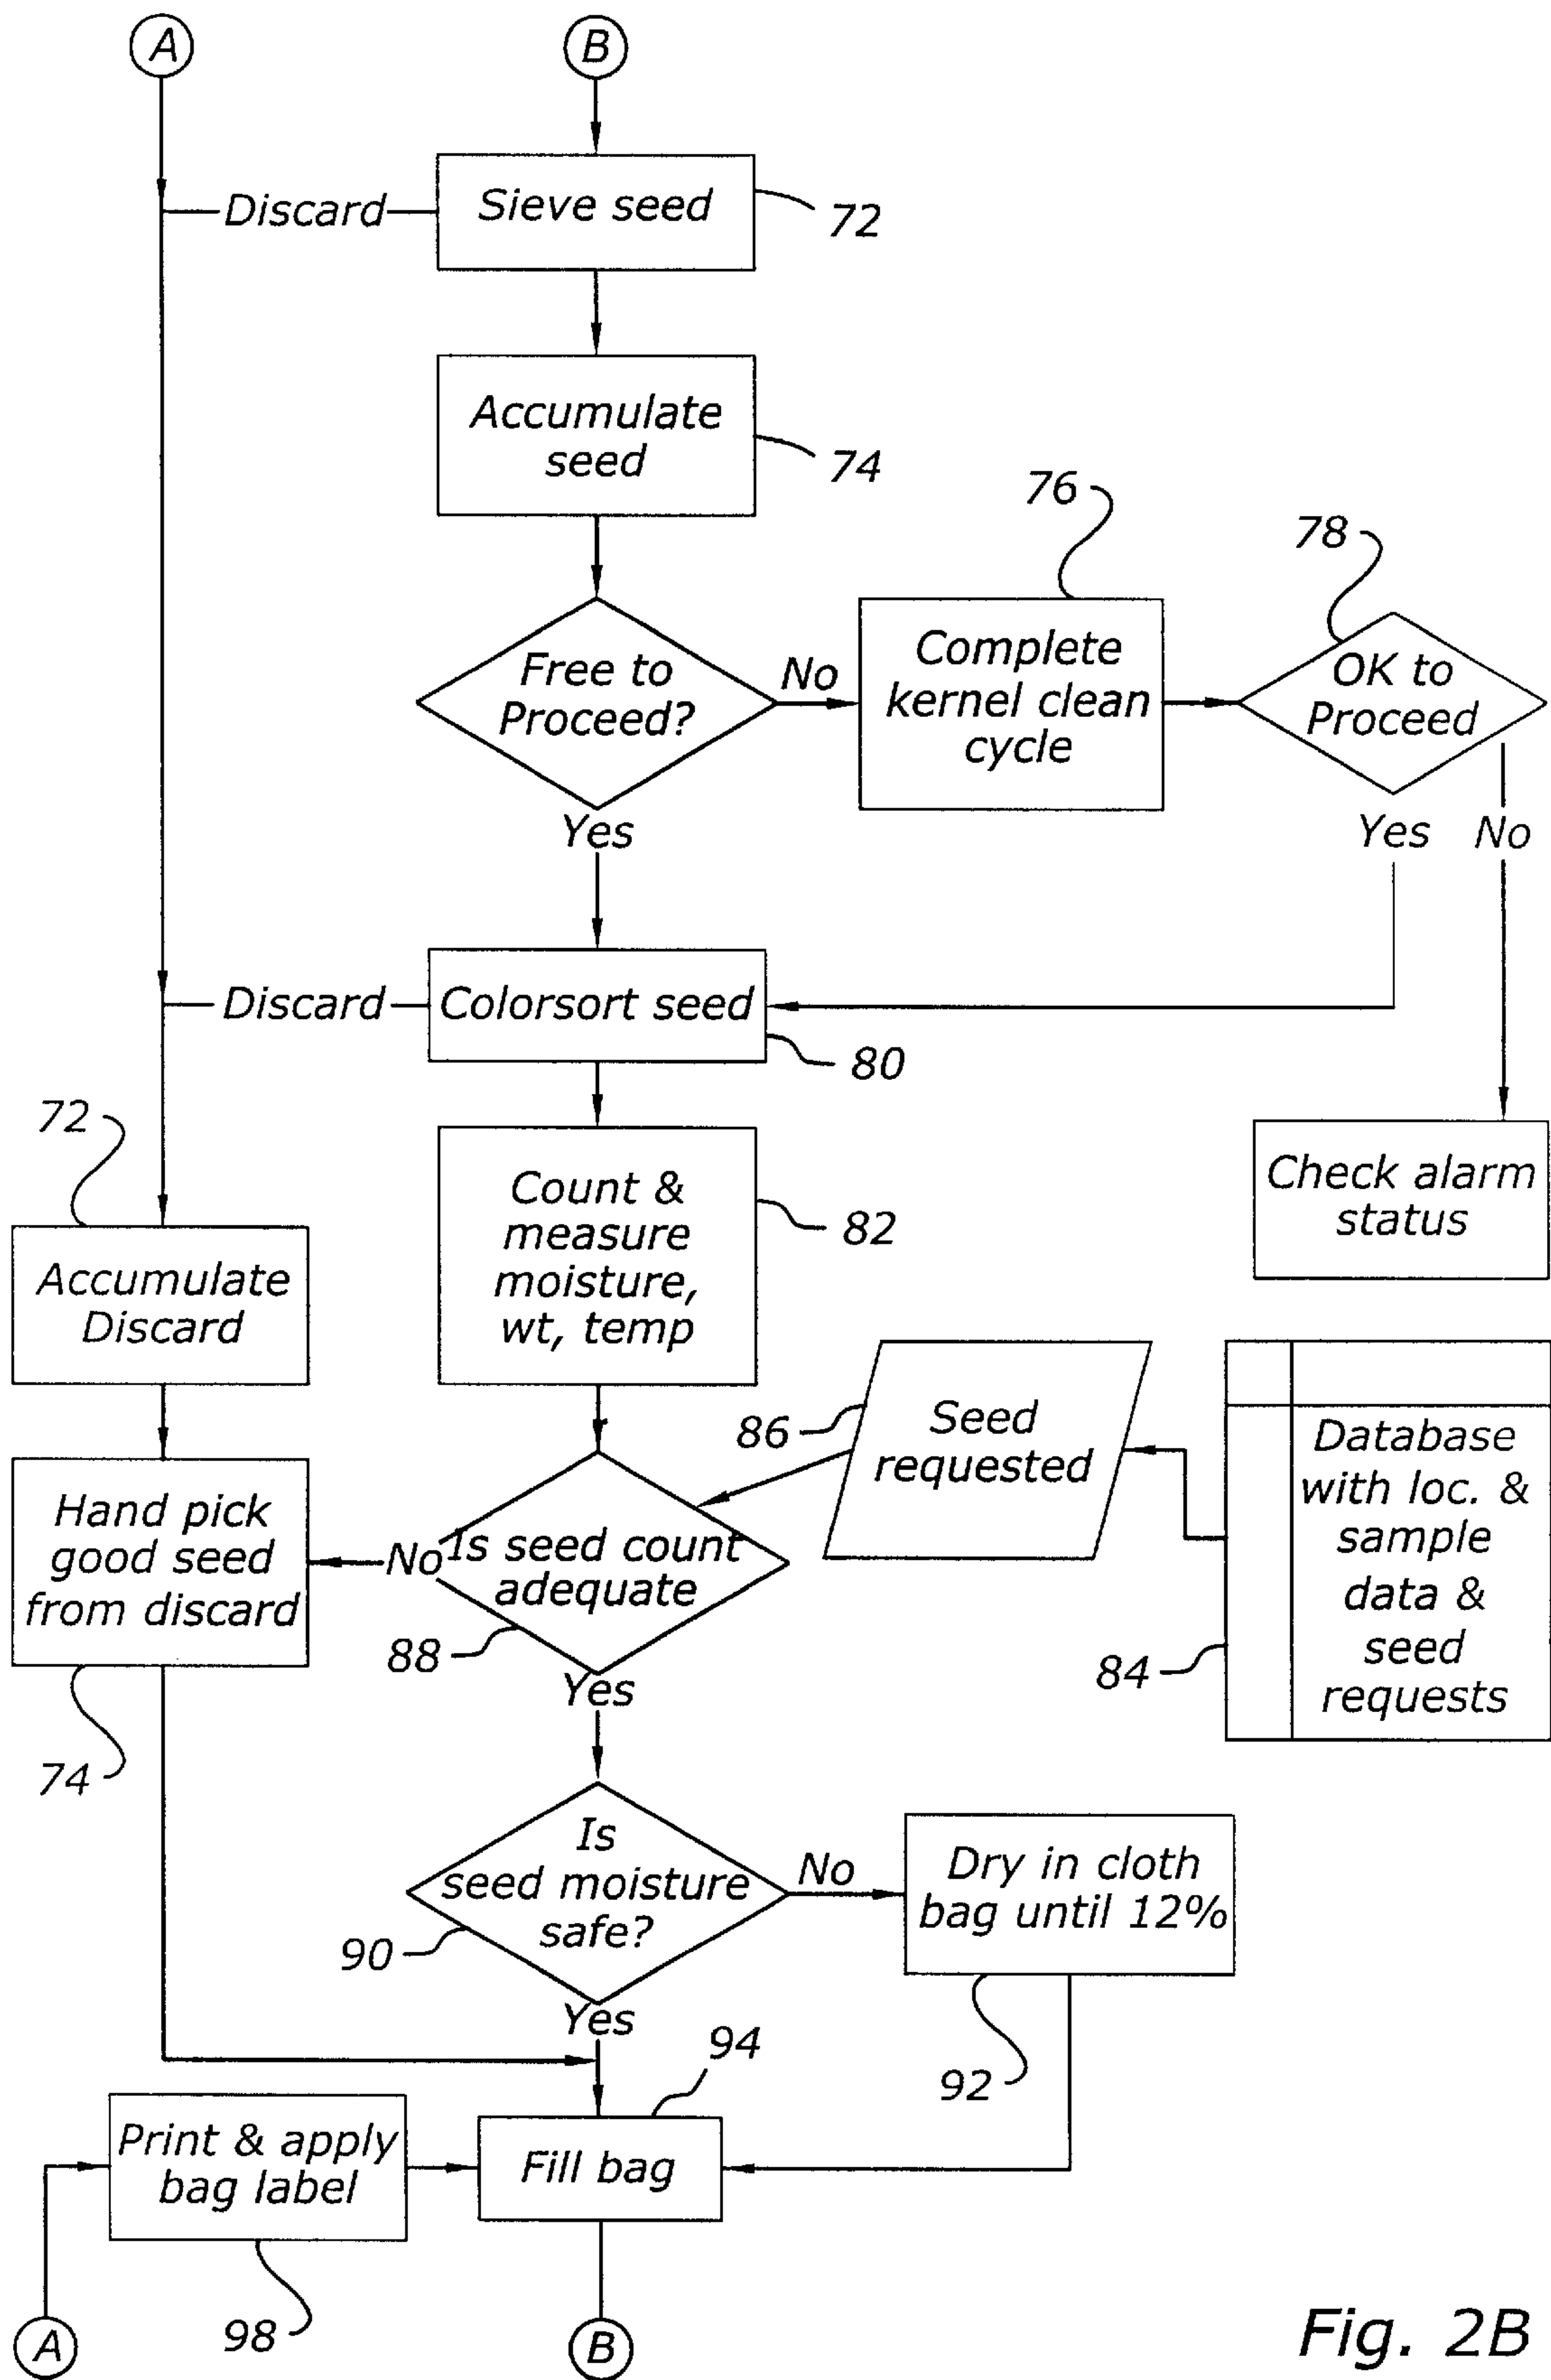 A
B
Discard
Sieve seed
72
Accumulate
seed
74
76
78
Free to
Proceed?
No
Complete
kernel clean
cycle
OK to
Proceed
Yes
Yes
No
Discard
Colorsort seed
80
72
Count &
measure
moisture,
wt, temp
82
Check alarm
status
Accumulate
Discard
86
Seed
requested
Database
with loc. &
sample
data &
seed
requests
84
Hand pick
good seed
from discard
No
Is seed count
adequate
88
Yes
74
Is
seed moisture
safe?
90
No
Dry in cloth
bag until 12%
92
Yes
94
Print & apply
bag label
98
Fill bag
A
B
Fig. 2B